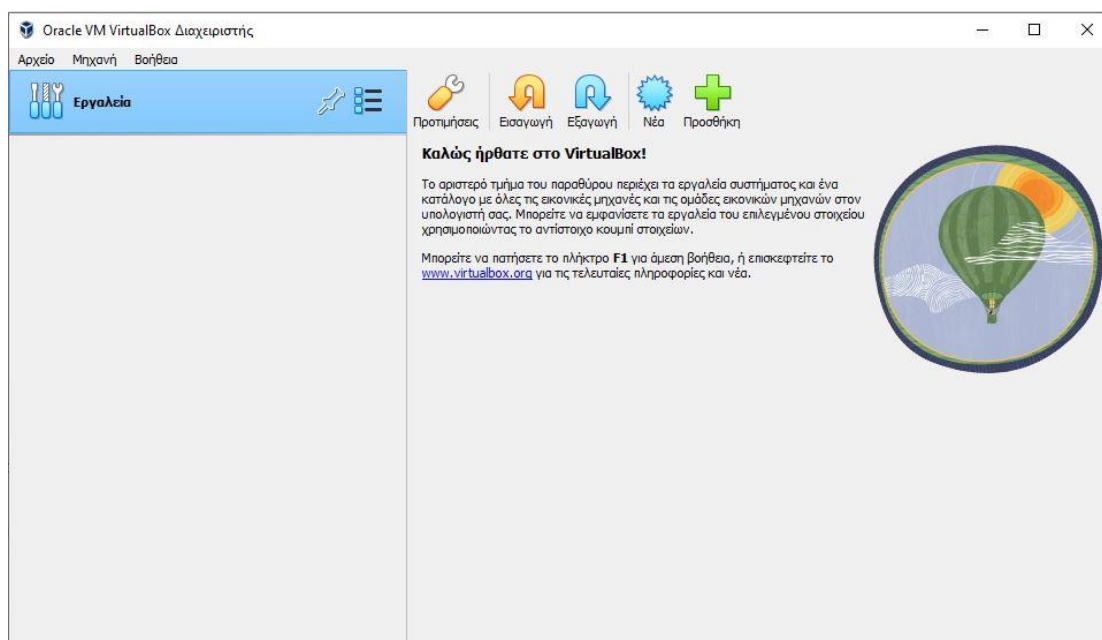 Oracle VM VirtualBox Διαχειριστής
Αρχείο Μηχανή Βοήθεια
Εργαλεία
Προτιμήσεις Εισαγωγή Εξαγωγή Νέα Προσθήκη
Καλώς ήρθατε στο VirtualBox!
Το αριστερό τμήμα του παραθύρου περιέχει τα εργαλεία συστήματος και ένα
κατάλογο με όλες τις εικονικές μηχανές και τις ομάδες εικονικών μηχανών στον
υπολογιστή σας. Μπορείτε να εμφανίσετε τα εργαλεία του επιλεγμένου στοιχείου
χρησιμοποιώντας το αντίστοιχο κουμπί στοιχείων.
Μπορείτε να πατήσετε το πλήκτρο F1 για άμεση βοήθεια, ή επισκεφτείτε το
www.virtualbox.org για τις τελευταίες πληροφορίες και νέα.